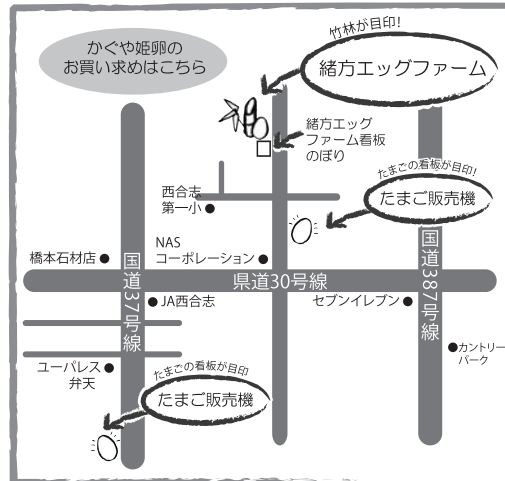 かぐや姫卵の
お買い求めはこちら
竹林が目印!
緒方エッグファーム
緒方エッグ
ファーム看板
のぼり
たまごの看板が目印!
たまご販売機
西合志
第一小
NAS
コーポレーション
橋本石材店
国道37号線
県道30号線
国道387号線
JA西合志
セブンイレブン
カントリー
パーク
ユーパレス
弁天
たまごの看板が目印
たまご販売機